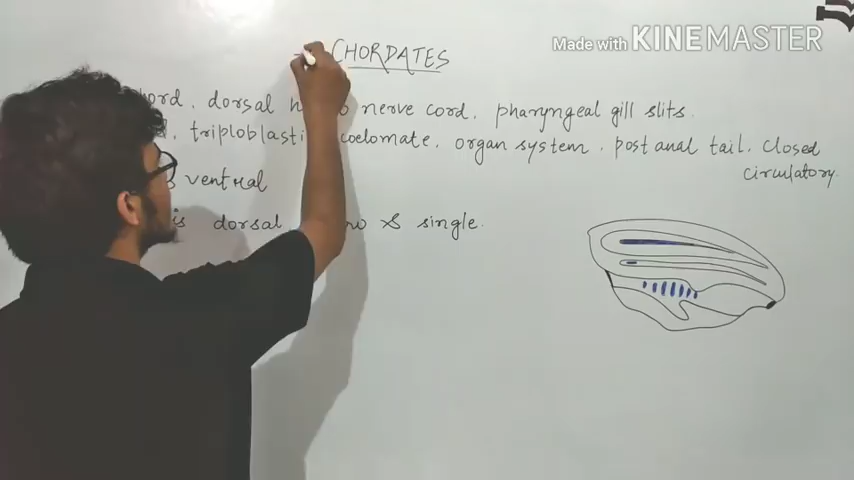 Made with KINEMASTER
CHORDATES
dorsal nerve cord, pharyngeal gill slits.
coelomate, organ system, post anal tail, closed
circulatory.
ventral
is dorsal & single.